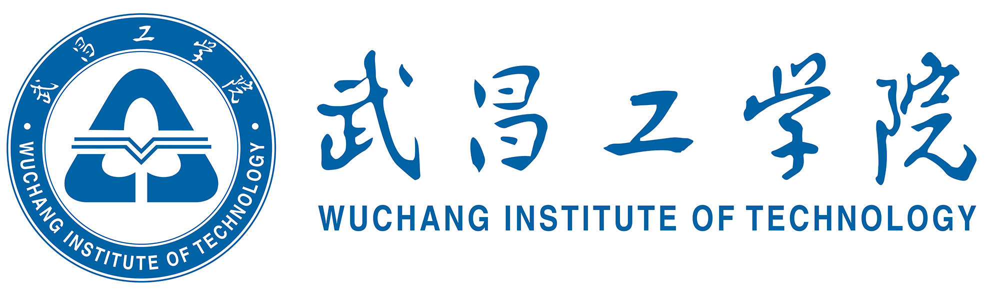 武昌工学院
WUCHANG INSTITUTE OF TECHNOLOGY
武昌工学院
WUCHANG INSTITUTE OF TECHNOLOGY